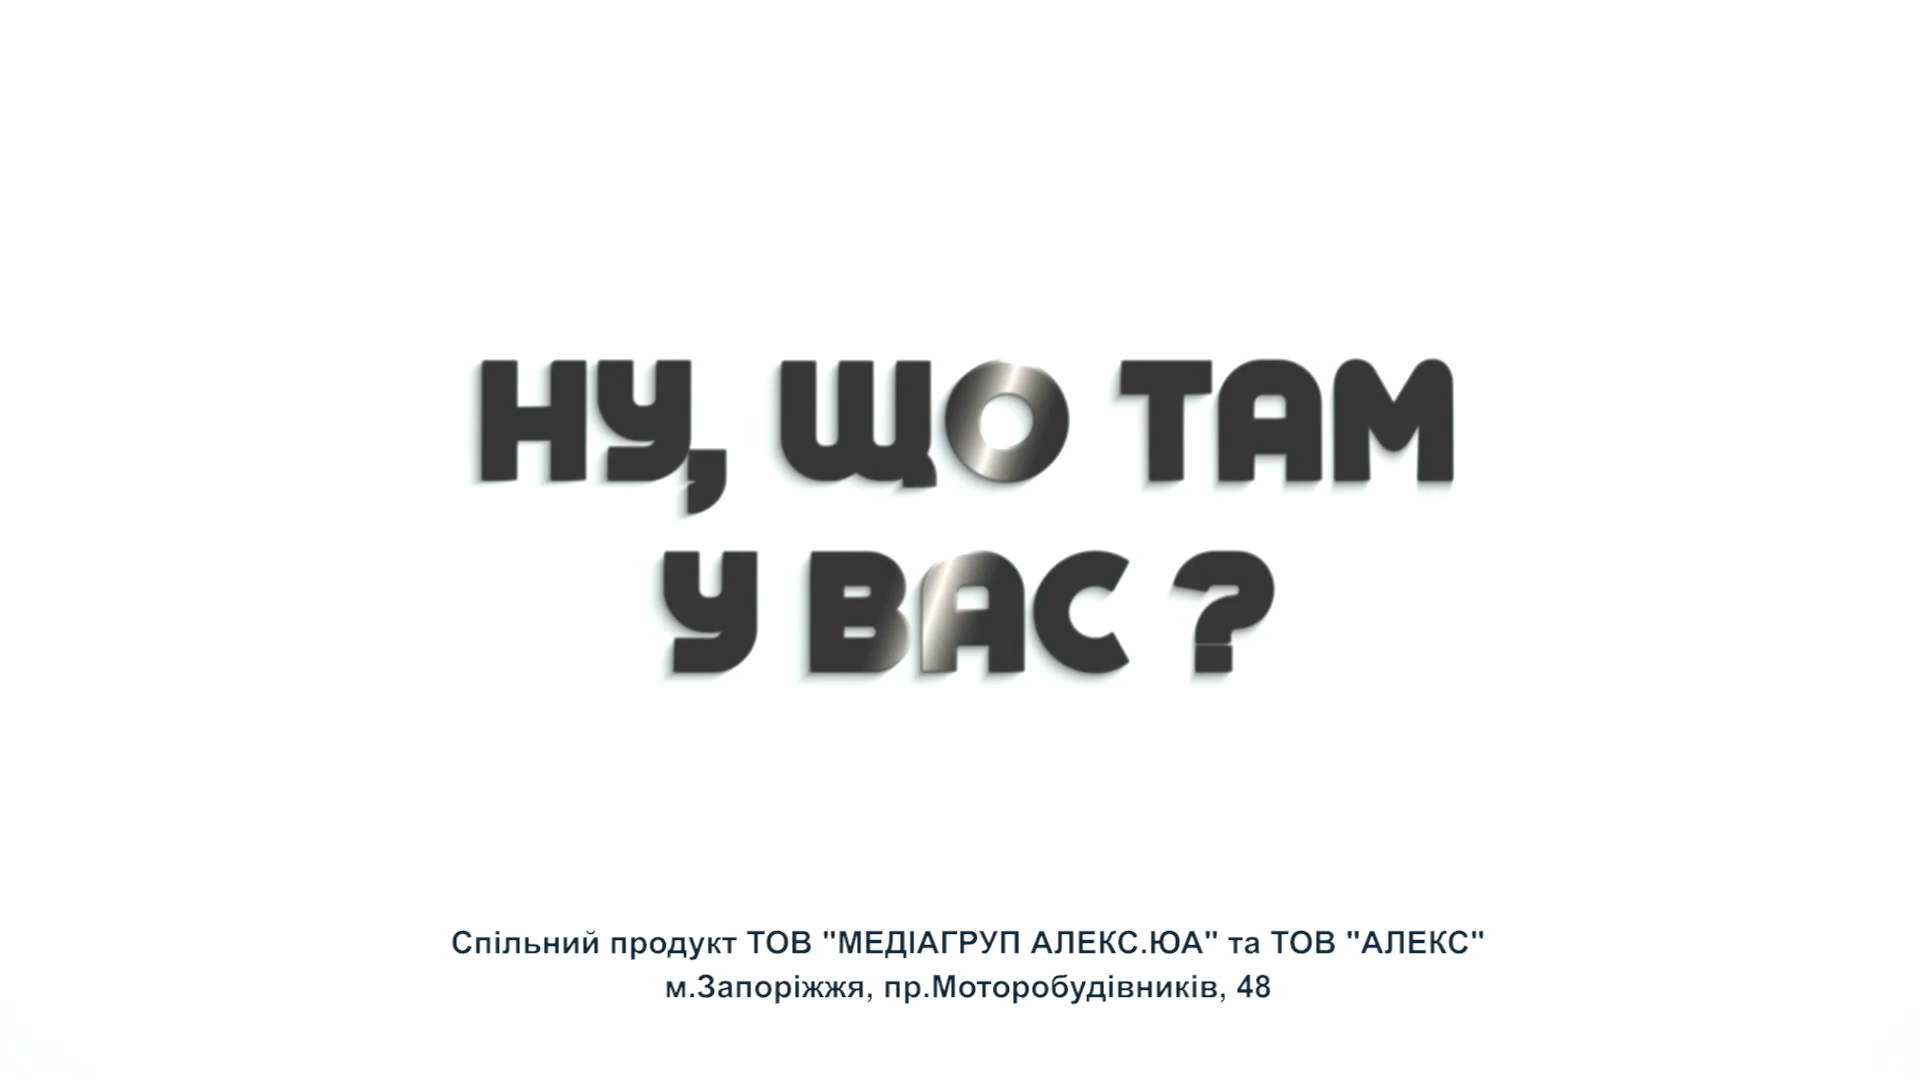 НУ, ЩО ТАМ
У ВАС ?
Спільний продукт ТОВ "МЕДІАГРУП АЛЕКС.ЮА" та ТОВ "АЛЕКС"
м.Запоріжжя, пр.Моторобудівників, 48